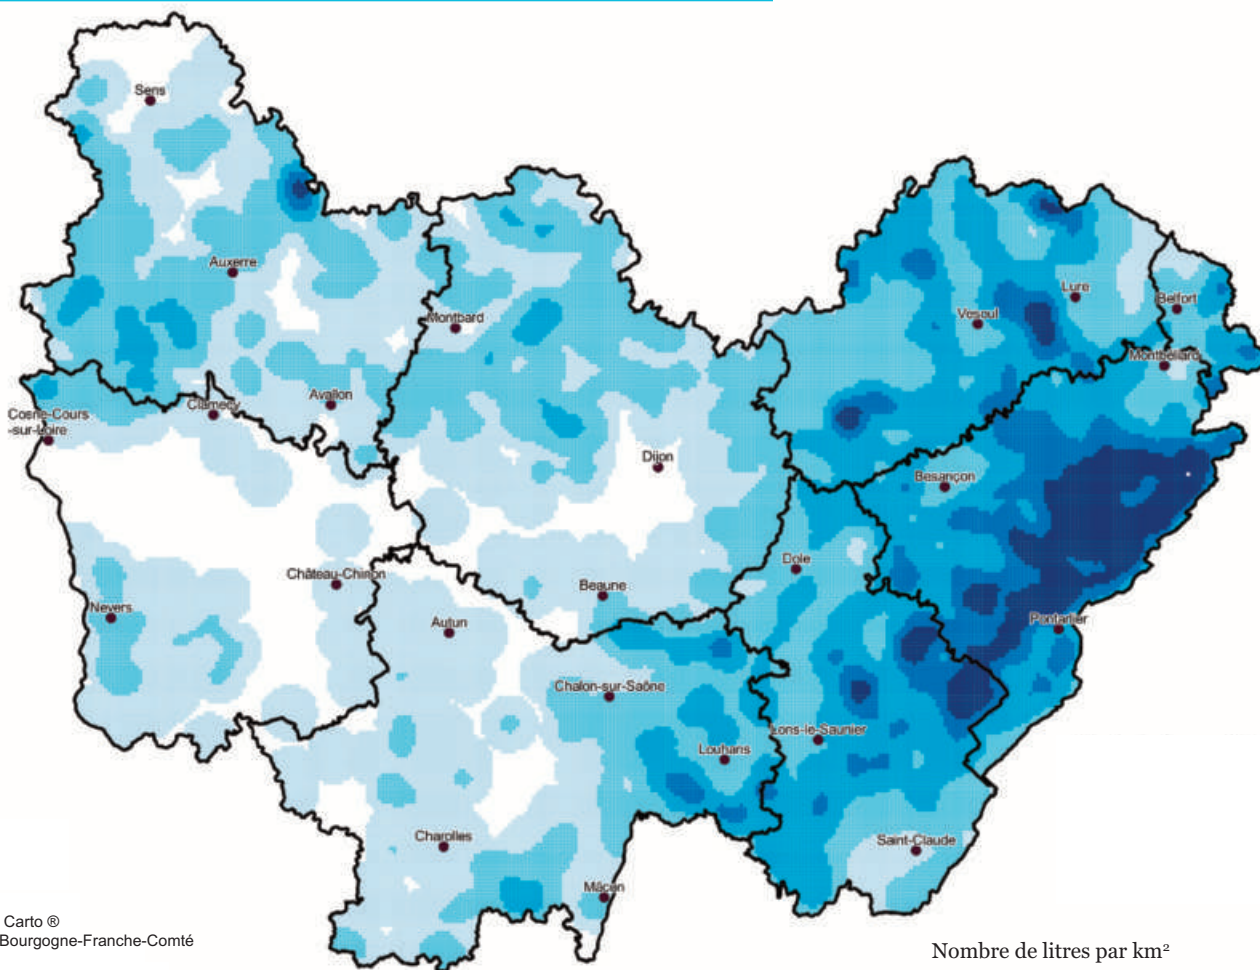 Sens
Auxerre
Montbard
Lure
Belfort
Vesoul
Montbéliard
Avallon
Clamecy
Cosne-Cours
-sur-Loire
Dijon
Besançon
Dole
Château-Chinon
Beaune
Nevers
Autun
Pontarlier
Chalon-sur-Saône
Lons-le-Saunier
Louhans
Charolles
Saint-Claude
Mâcon
Carto ®
Bourgogne-Franche-Comté
Nombre de litres par km²